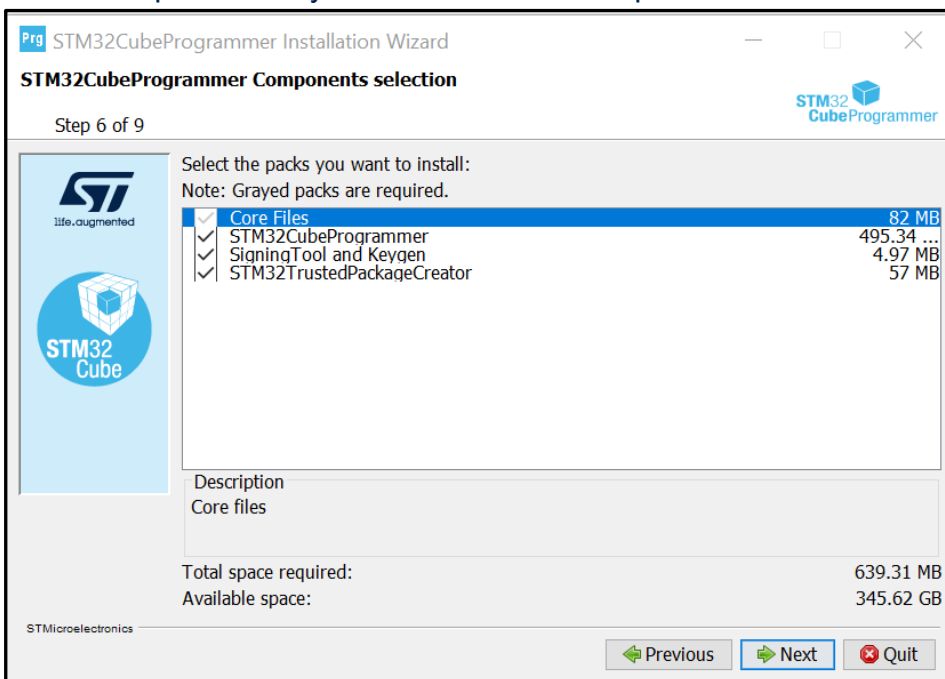 Prg STM32CubeProgrammer Installation Wizard
STM32CubeProgrammer Components selection
STM32
CubeProgrammer
Step 6 of 9
Select the packs you want to install:
Note: Grayed packs are required.
life.augmented
Core Files 82 MB
STM32CubeProgrammer 495.34 ...
SigningTool and Keygen 4.97 MB
STM32TrustedPackageCreator 57 MB
STM32
Cube
Description
Core files
Total space required: 639.31 MB
Available space: 345.62 GB
STMicroelectronics
Previous Next Quit